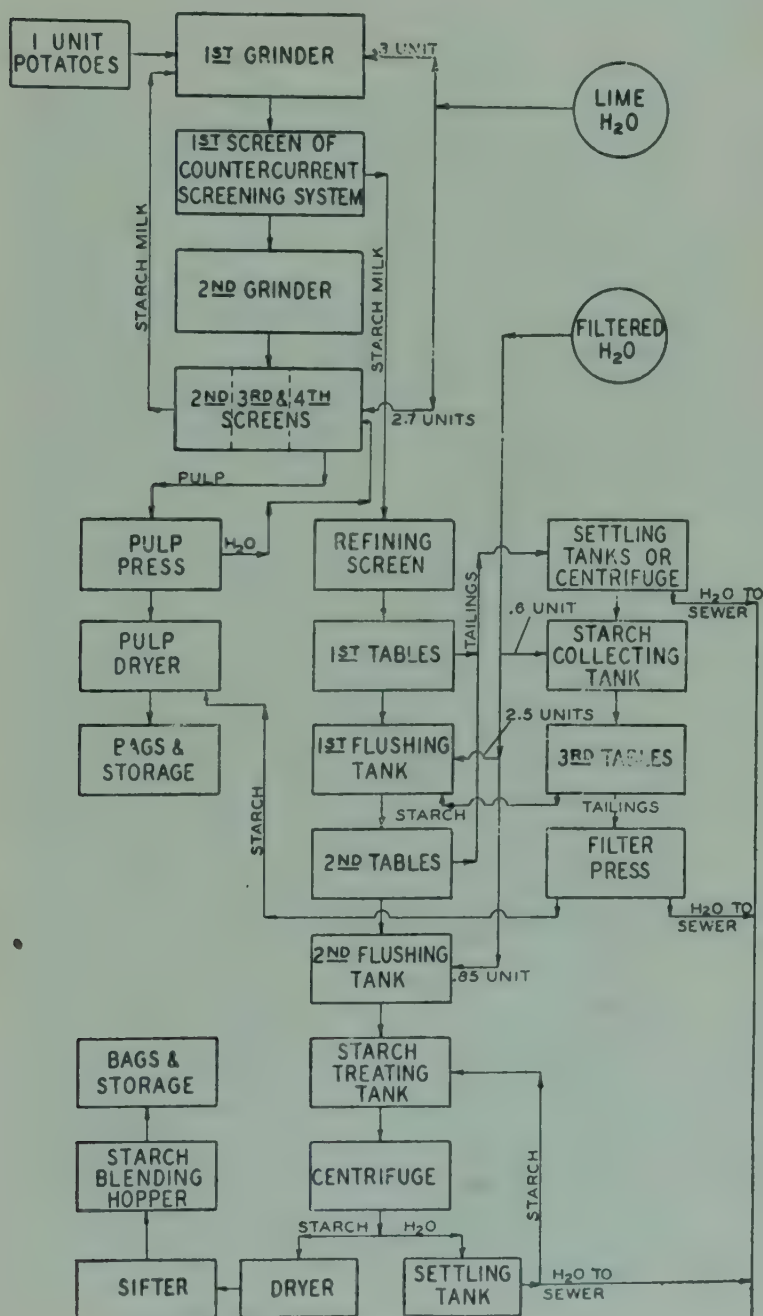 1 UNIT
POTATOES
1ST GRINDER
.3 UNIT
LIME
H2O
1ST SCREEN OF
COUNTERCURRENT
SCREENING SYSTEM
STARCH MILK
STARCH MILK
2ND GRINDER
FILTERED
H2O
2ND 3RD & 4TH
SCREENS
2.7 UNITS
PULP
PULP
PRESS
H2O
REFINING
SCREEN
TAILINGS
SETTLING
TANKS OR
CENTRIFUGE
H2O TO
SEWER
PULP
DRYER
1ST TABLES
.6 UNIT
STARCH
COLLECTING
TANK
BAGS &
STORAGE
1ST FLUSHING
TANK
2.5 UNITS
3RD TABLES
STARCH
STARCH
TAILINGS
2ND TABLES
FILTER
PRESS
H2O TO
SEWER
2ND FLUSHING
TANK
.85 UNIT
BAGS &
STORAGE
STARCH
TREATING
TANK
STARCH
BLENDING
HOPPER
CENTRIFUGE
STARCH
STARCH
H2O
SIFTER
DRYER
SETTLING
TANK
H2O TO
SEWER